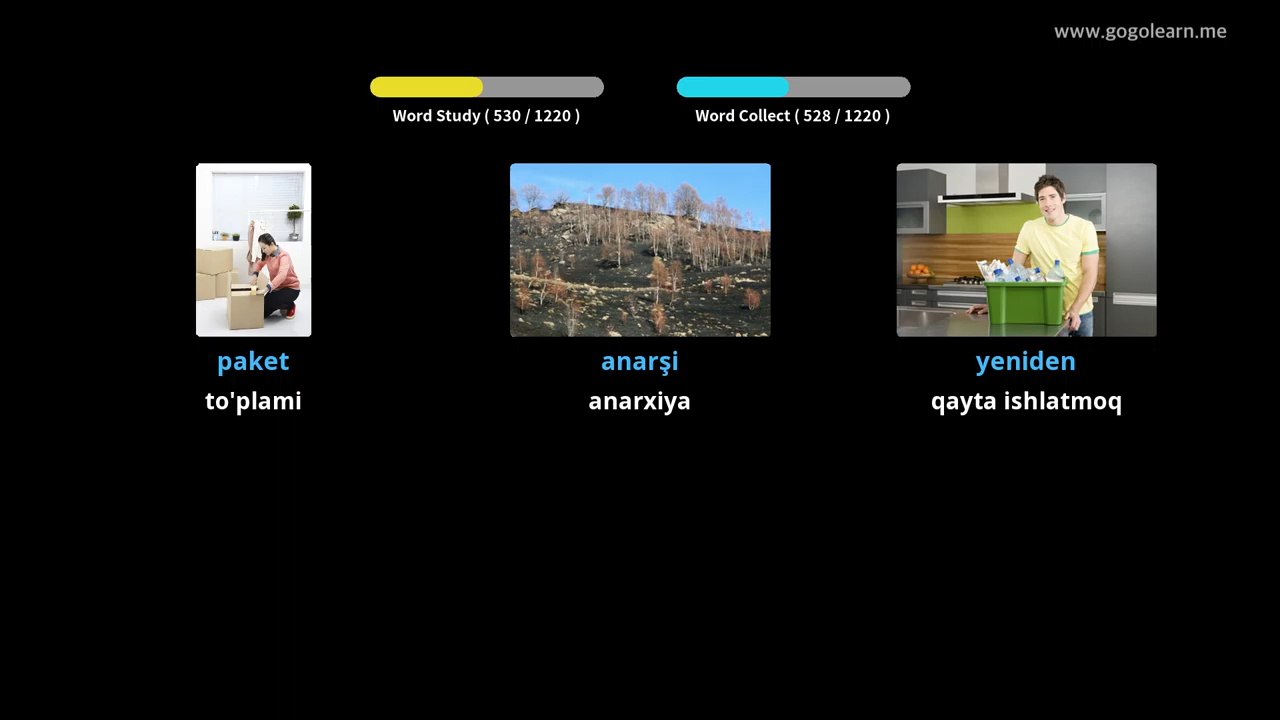 www.gogolearn.me
Word Study ( 530 / 1220 )
Word Collect ( 528 / 1220 )
paket
anarşi
yeniden
to'plami
anarxiya
qayta ishlatmoq